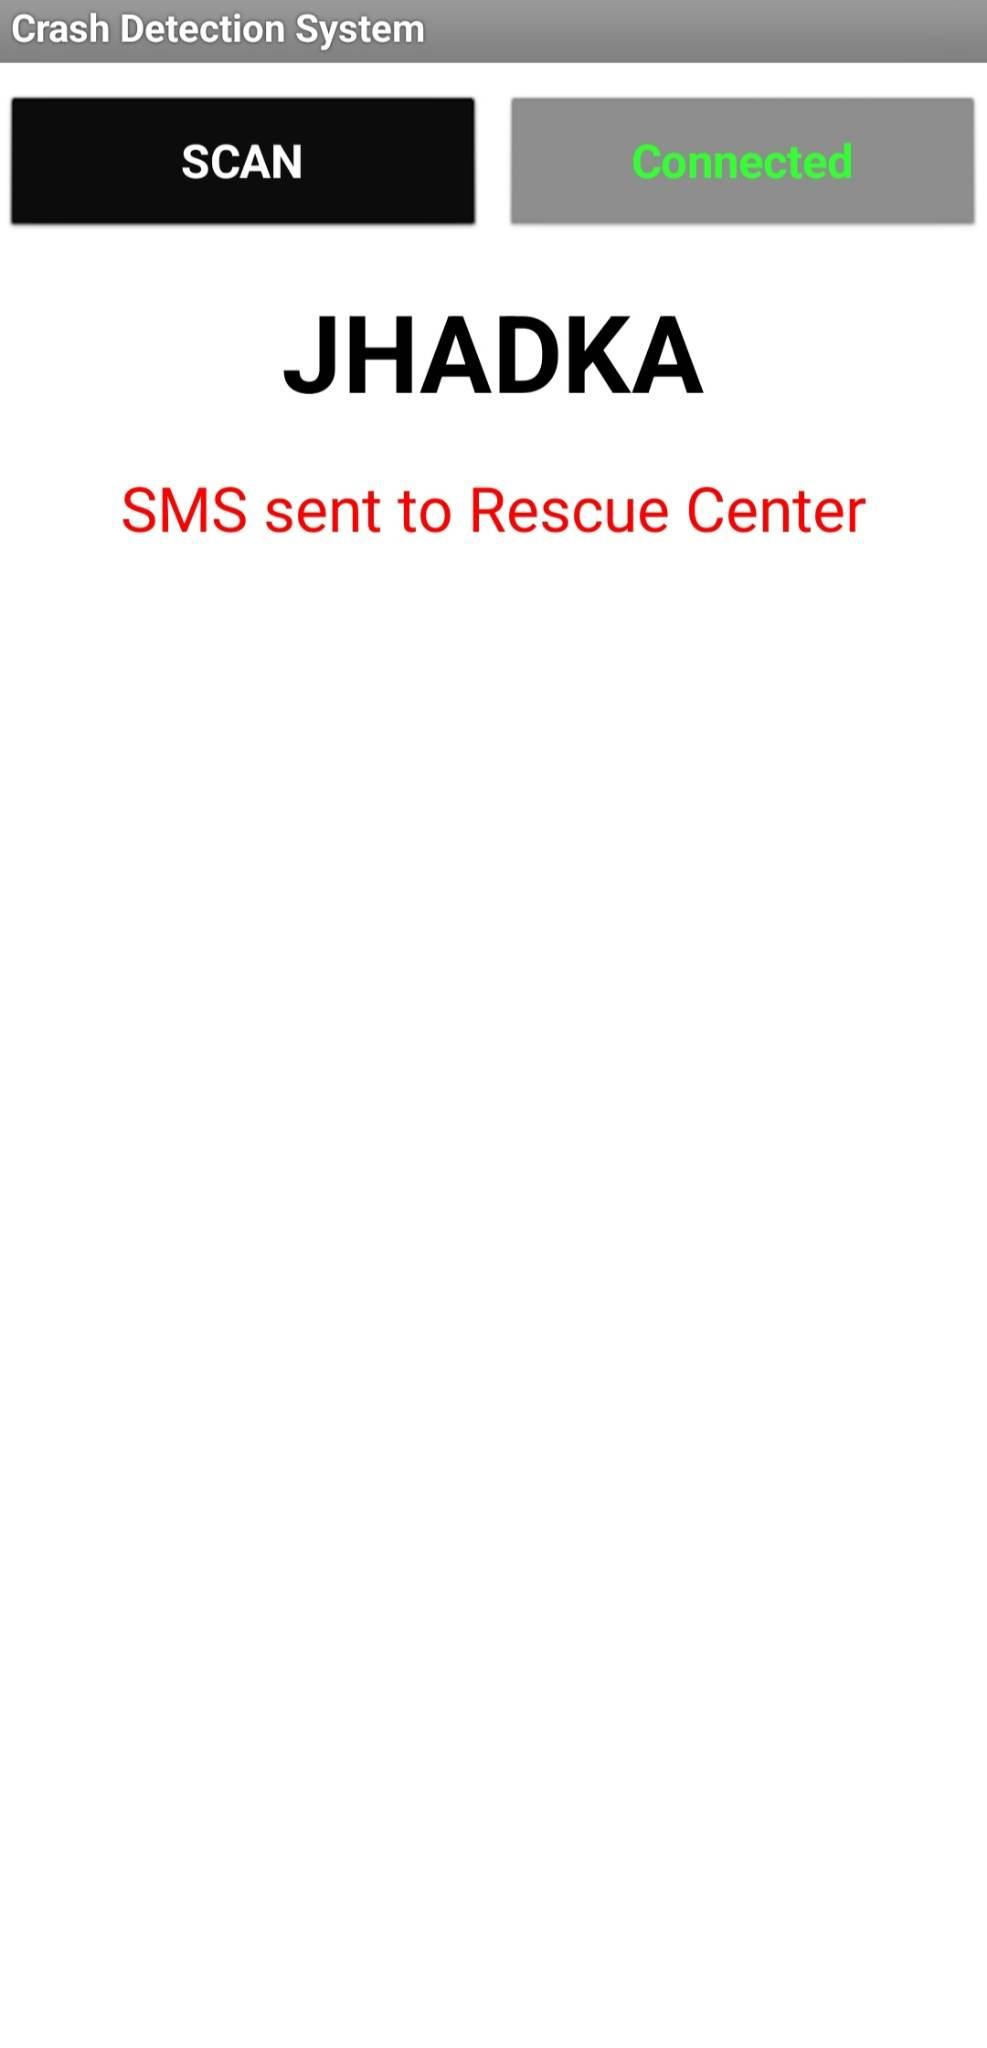 Crash Detection System
SCAN
Connected
JHADKA
SMS sent to Rescue Center